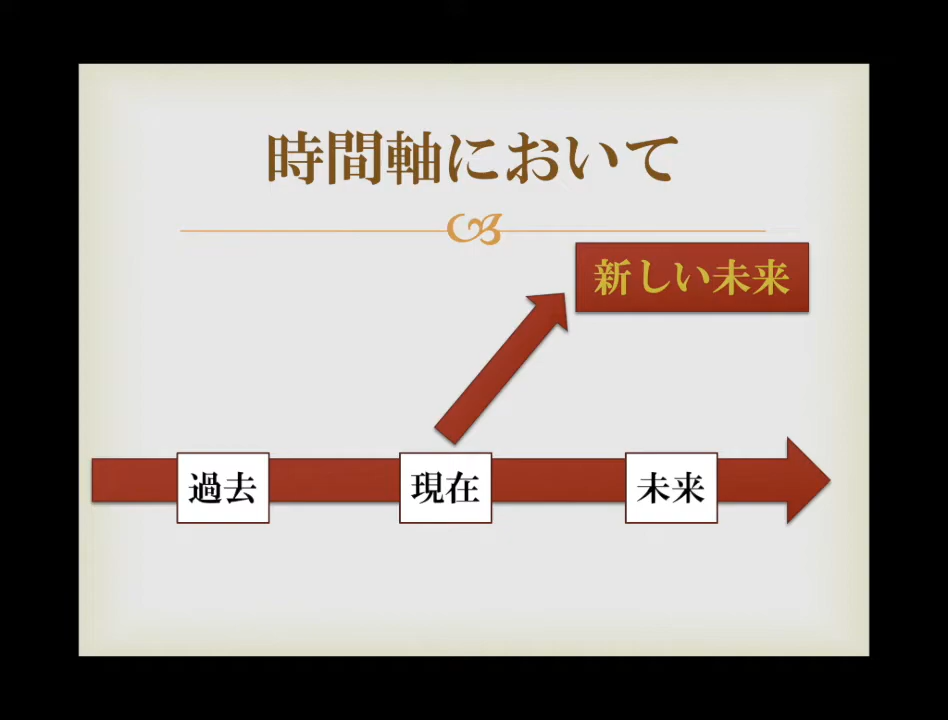 時間軸において
新しい未来
過去
現在
未来